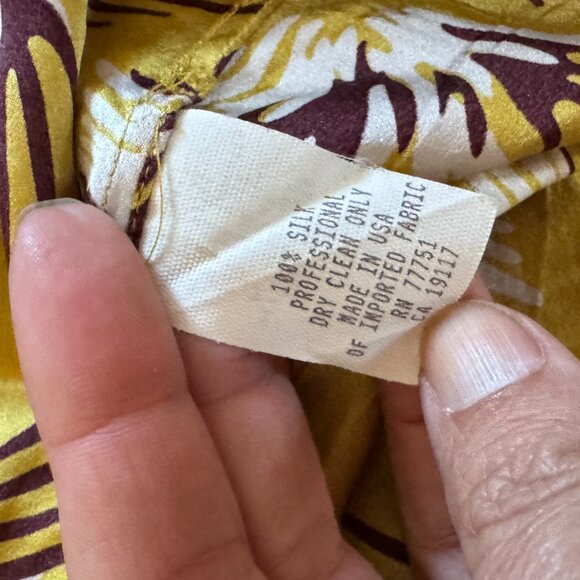 100% SILK
PROFESSIONAL
DRY CLEAN ONLY
MADE IN USA
OF IMPORTED FABRIC
RN 77751
CA 19117